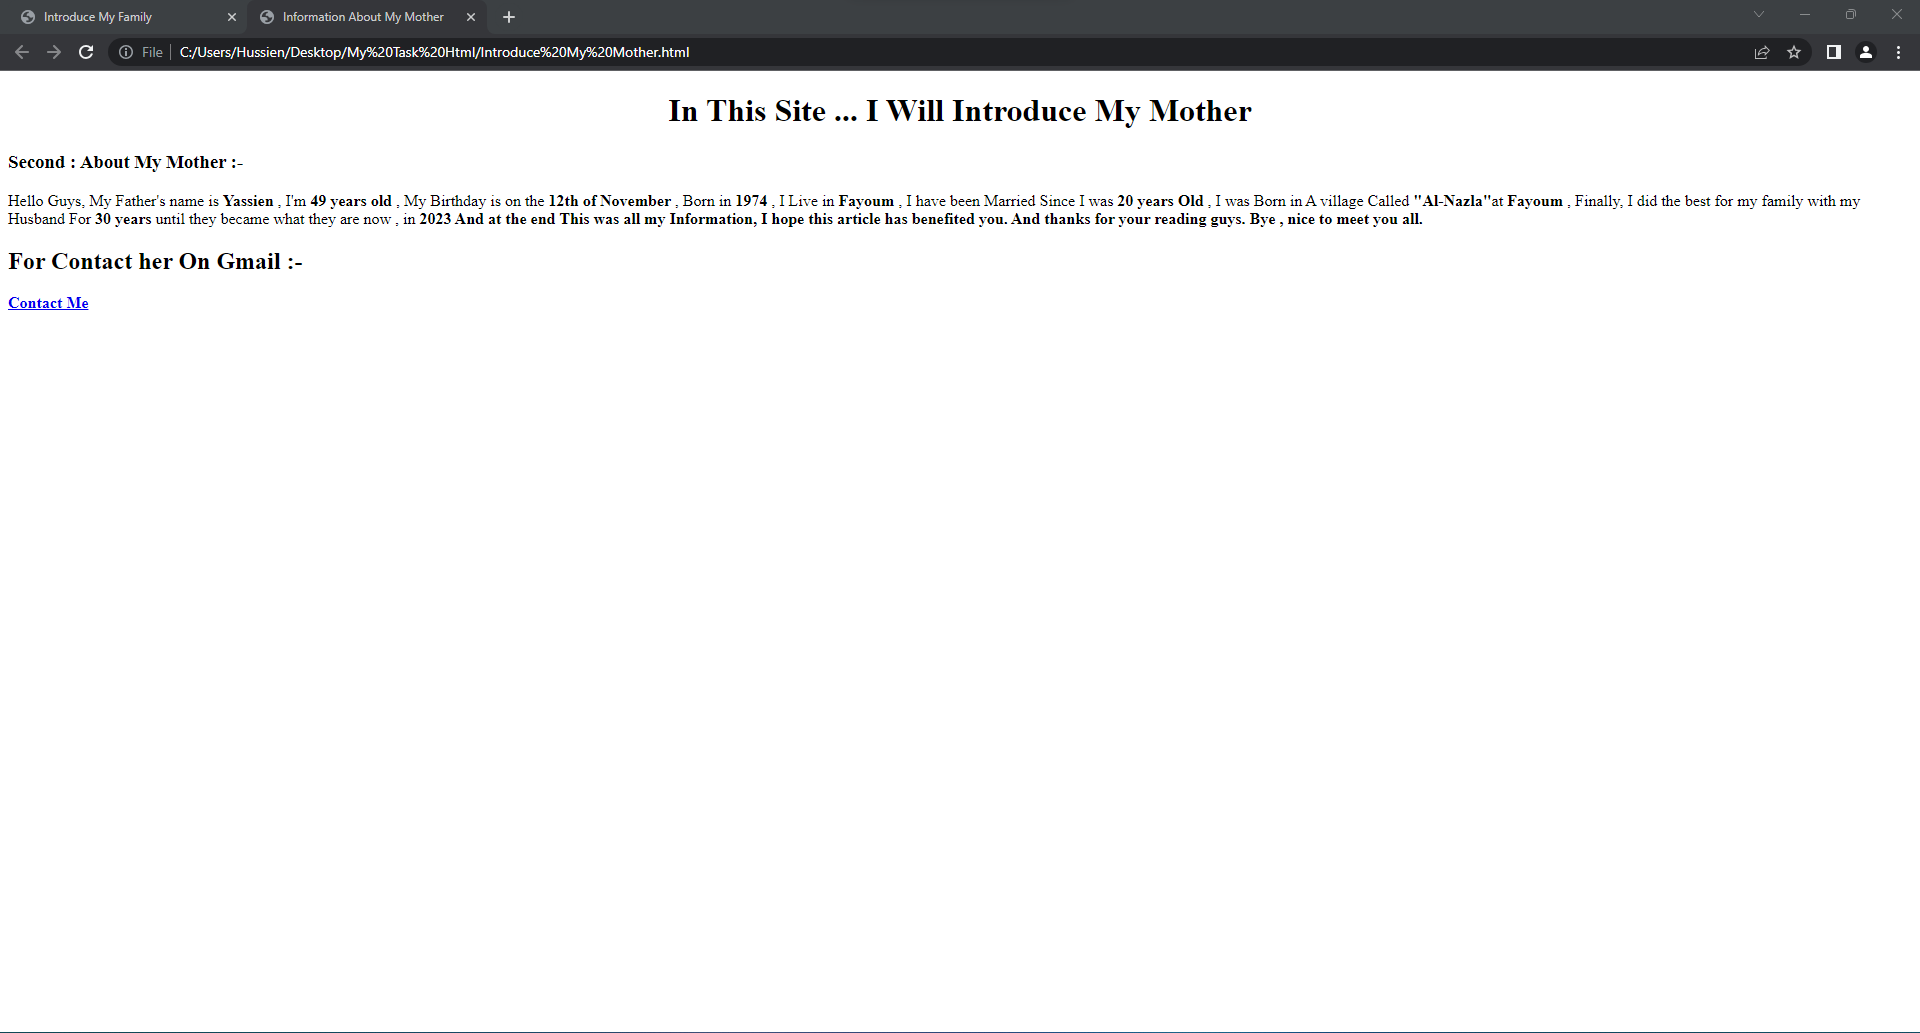 Introduce My Family
Information About My Mother
File
C:/Users/Hussien/Desktop/My%20Task%20Html/Introduce%20My%20Mother.html
In This Site ... I Will Introduce My Mother
Second : About My Mother :-
Hello Guys, My Father's name is Yassien , I'm 49 years old , My Birthday is on the 12th of November , Born in 1974 , I Live in Fayoum , I have been Married Since I was 20 years Old , I was Born in A village Called "Al-Nazla"at Fayoum , Finally, I did the best for my family with my
Husband For 30 years until they became what they are now , in 2023 And at the end This was all my Information, I hope this article has benefited you. And thanks for your reading guys. Bye , nice to meet you all.
For Contact her On Gmail :-
Contact Me